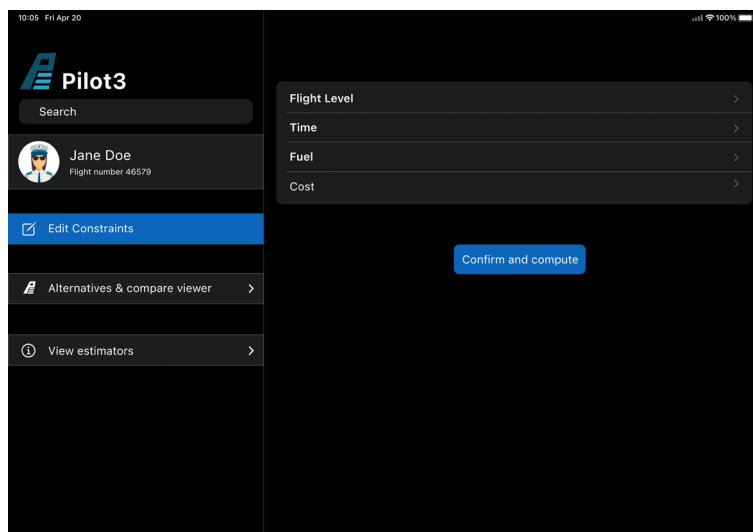 10:05 Fri Apr 20
100%
Pilot3
Search
Jane Doe
Flight number 46579
Edit Constraints
Alternatives & compare viewer
View estimators
Flight Level
Time
Fuel
Cost
Confirm and compute